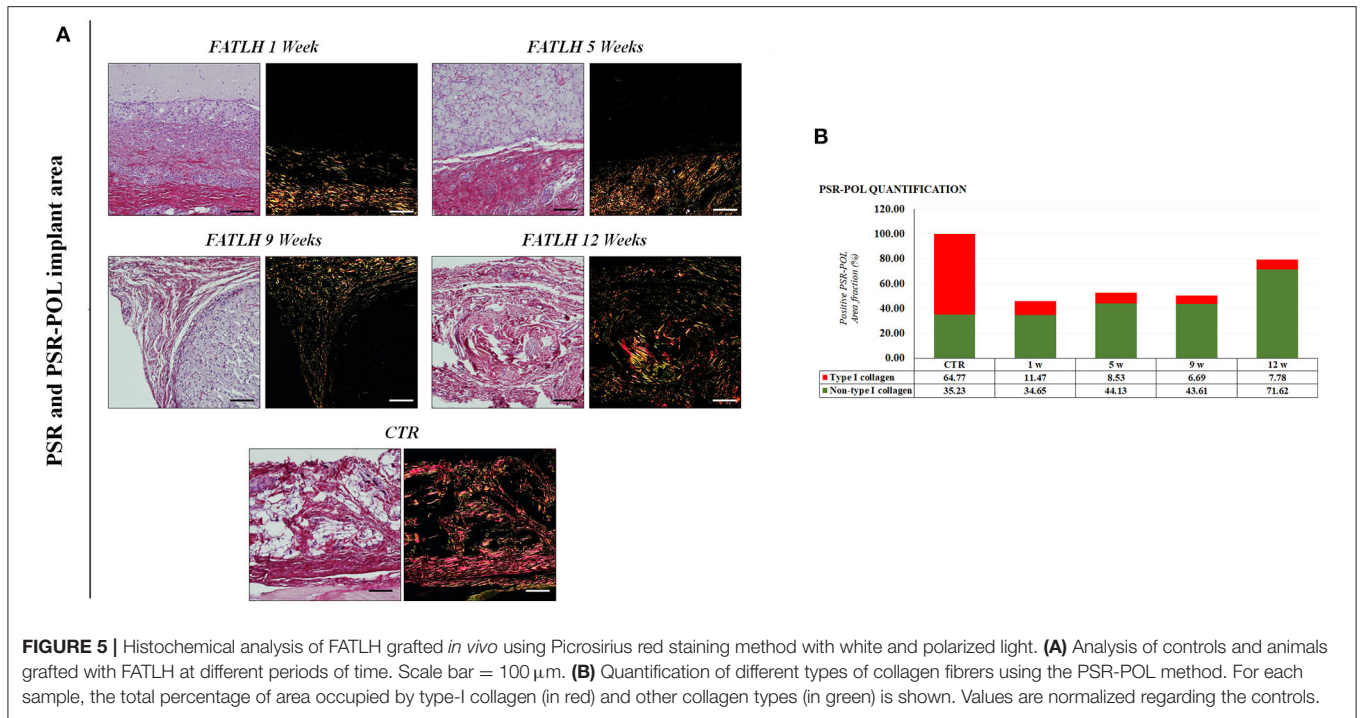 A
PSR and PSR-POL implant area
FATLH 1 Week
FATLH 5 Weeks
FATLH 9 Weeks
FATLH 12 Weeks
CTR
B
PSR-POL QUANTIFICATION
Positive PSR-POL
Area fraction (%)
120.00
100.00
80.00
60.00
40.00
20.00
0.00
CTR 1 w 5 w 9 w 12 w
Type I collagen 64.77 11.47 8.53 6.69 7.78
Non-type I collagen 35.23 34.65 44.13 43.61 71.62
FIGURE 5 | Histochemical analysis of FATLH grafted in vivo using Picrosirius red staining method with white and polarized light. (A) Analysis of controls and animals
grafted with FATLH at different periods of time. Scale bar = 100 μm. (B) Quantification of different types of collagen fibrers using the PSR-POL method. For each
sample, the total percentage of area occupied by type-I collagen (in red) and other collagen types (in green) is shown. Values are normalized regarding the controls.